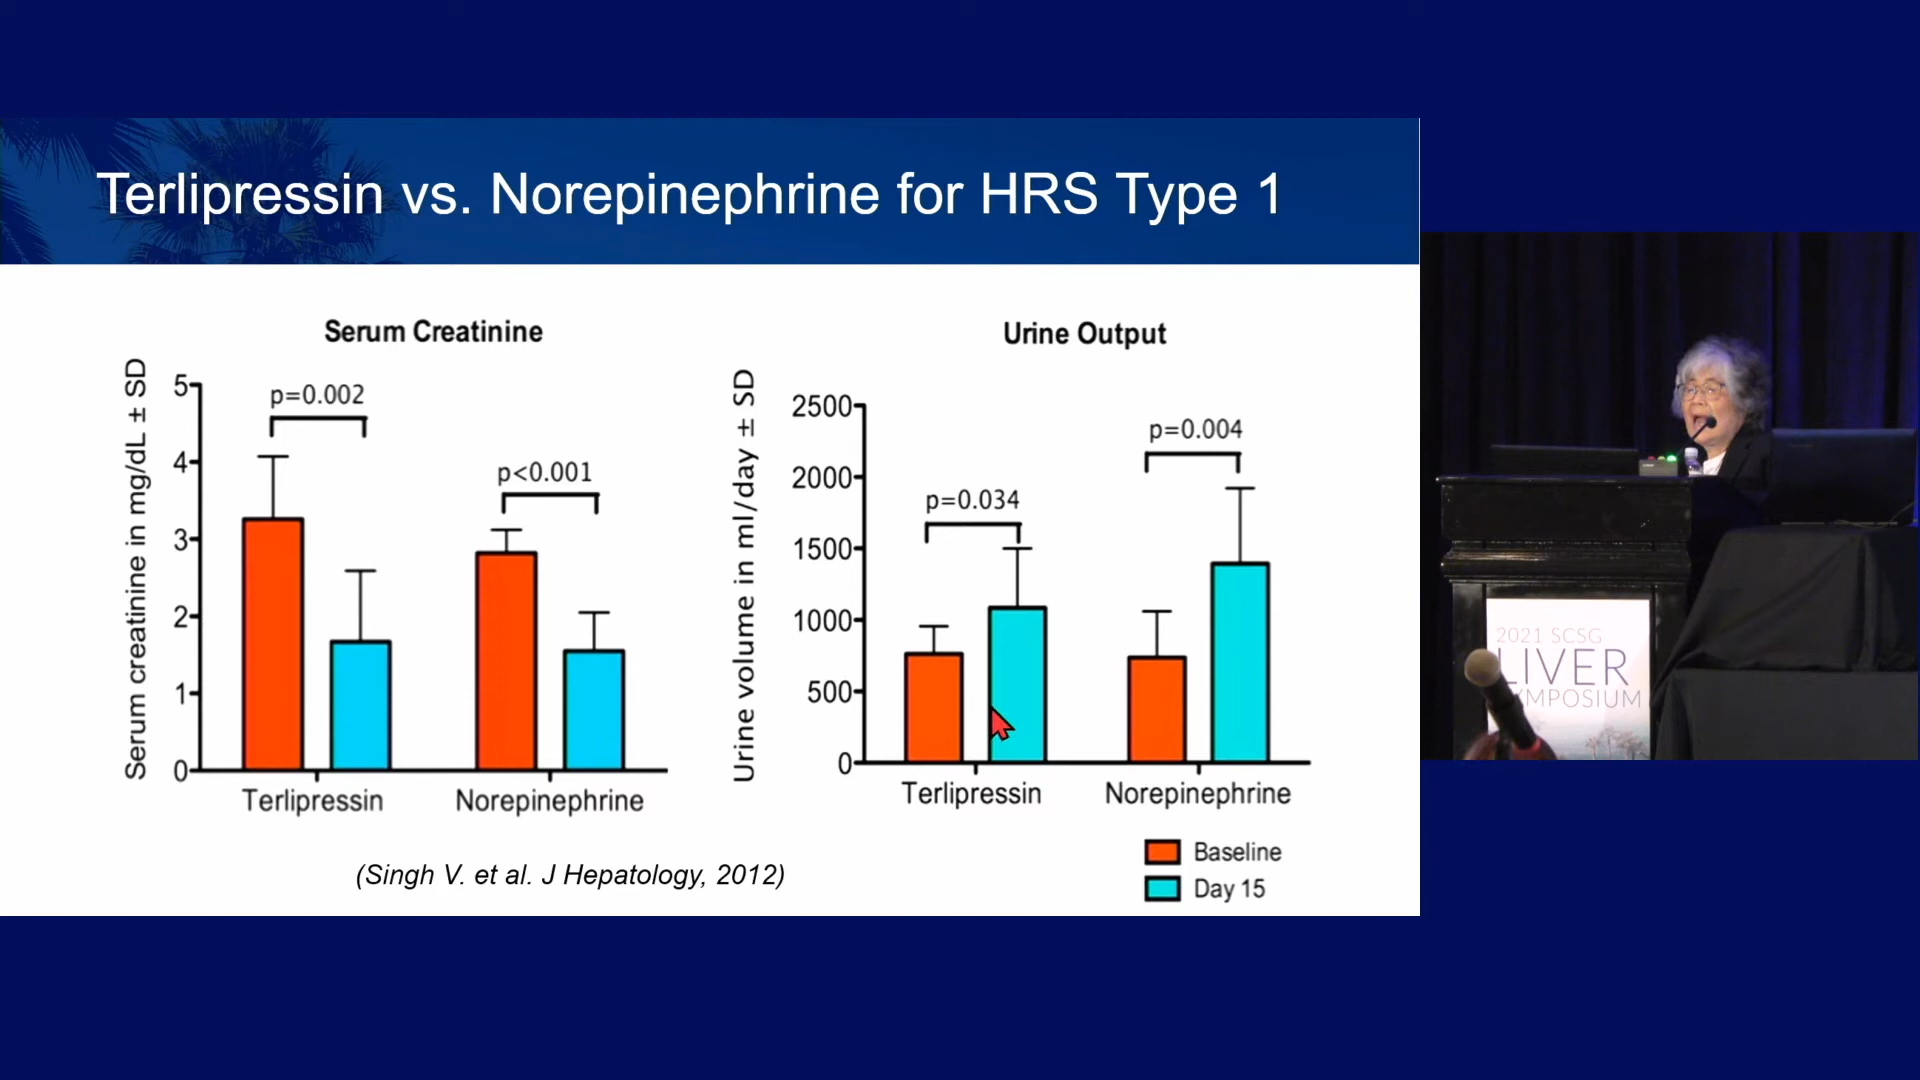 Terlipressin vs. Norepinephrine for HRS Type 1
Serum Creatinine
Serum creatinine in mg/dL ± SD
5
4
3
2
1
0
p=0.002
p<0.001
Terlipressin
Norepinephrine
Urine Output
Urine volume in ml/day ± SD
2500
2000
1500
1000
500
0
p=0.034
p=0.004
Terlipressin
Norepinephrine
Baseline
Day 15
(Singh V. et al. J Hepatology, 2012)
2021 SCSG
LIVER
YMPOSIUM